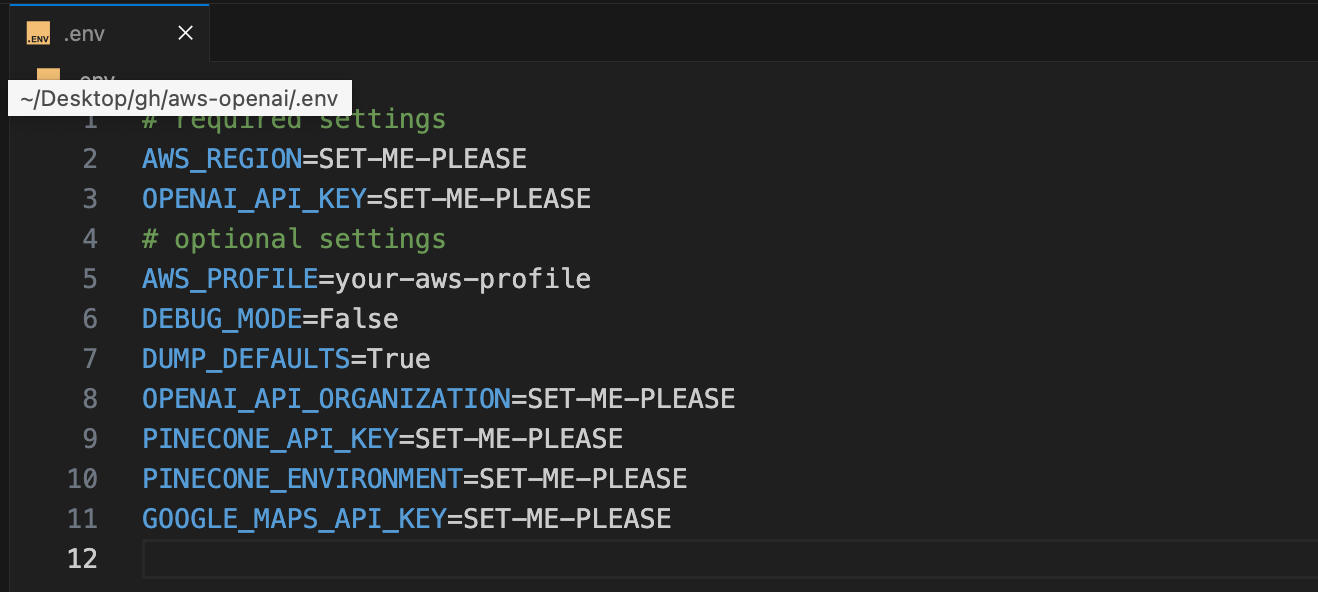 .ENV .env
.env
~/Desktop/gh/aws-openai/.env
1 # required settings
2 AWS_REGION=SET-ME-PLEASE
3 OPENAI_API_KEY=SET-ME-PLEASE
4 # optional settings
5 AWS_PROFILE=your-aws-profile
6 DEBUG_MODE=False
7 DUMP_DEFAULTS=True
8 OPENAI_API_ORGANIZATION=SET-ME-PLEASE
9 PINECONE_API_KEY=SET-ME-PLEASE
10 PINECONE_ENVIRONMENT=SET-ME-PLEASE
11 GOOGLE_MAPS_API_KEY=SET-ME-PLEASE
12